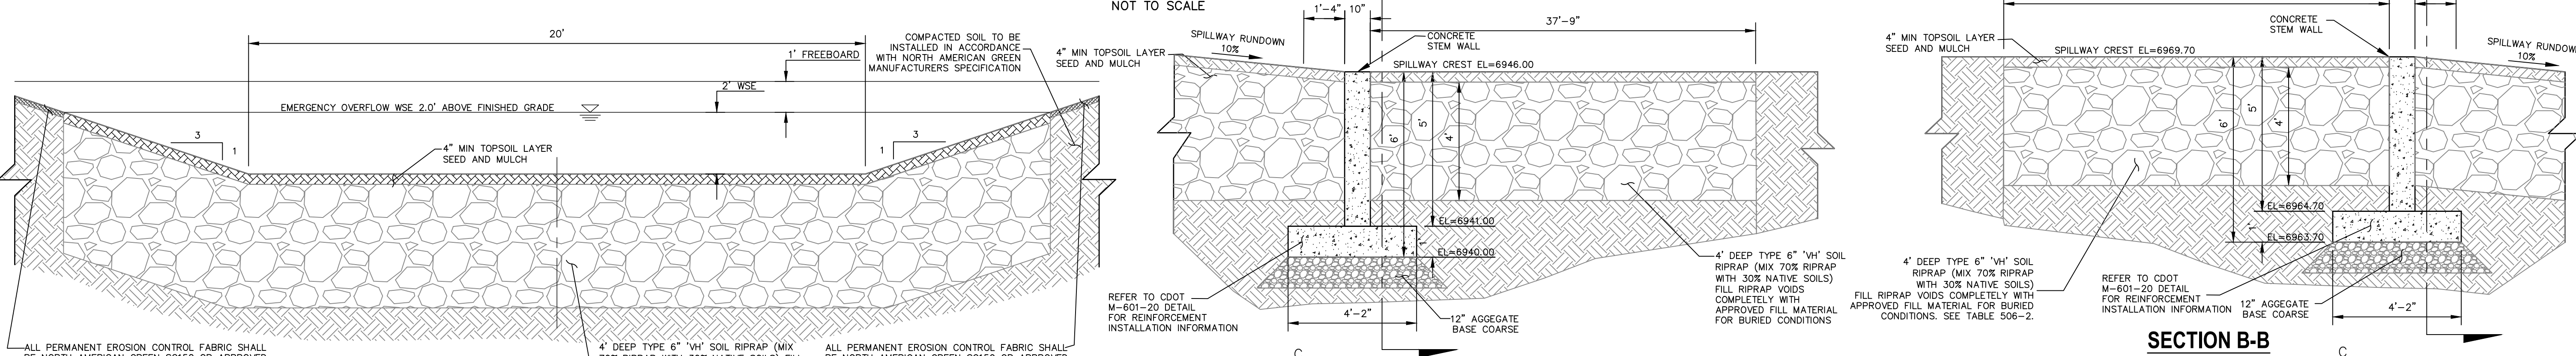 20'
1' FREEBOARD
2' WSE
EMERGENCY OVERFLOW WSE 2.0' ABOVE FINISHED GRADE
3
1
3
1
4" MIN TOPSOIL LAYER
SEED AND MULCH
COMPACTED SOIL TO BE
INSTALLED IN ACCORDANCE
WITH NORTH AMERICAN GREEN
MANUFACTURERS SPECIFICATION
ALL PERMANENT EROSION CONTROL FABRIC SHALL
4' DEEP TYPE 6" 'VH' SOIL RIPRAP (MIX
ALL PERMANENT EROSION CONTROL FABRIC SHALL
NOT TO SCALE
1'-4"
10"
37'-9"
SPILLWAY RUNDOWN
10%
4" MIN TOPSOIL LAYER
SEED AND MULCH
CONCRETE
STEM WALL
SPILLWAY CREST EL=6946.00
6'
5'
4'
EL=6941.00
1'
EL=6940.00
REFER TO CDOT
M-601-20 DETAIL
FOR REINFORCEMENT
INSTALLATION INFORMATION
4'-2"
12" AGGEGATE
BASE COARSE
4' DEEP TYPE 6" 'VH' SOIL
RIPRAP (MIX 70% RIPRAP
WITH 30% NATIVE SOILS)
FILL RIPRAP VOIDS
COMPLETELY WITH
APPROVED FILL MATERIAL
FOR BURIED CONDITIONS
C
4" MIN TOPSOIL LAYER
SEED AND MULCH
SPILLWAY CREST EL=6969.70
CONCRETE
STEM WALL
SPILLWAY RUNDOWN
10%
6'
5'
4'
EL=6964.70
1'
EL=6963.70
4' DEEP TYPE 6" 'VH' SOIL
RIPRAP (MIX 70% RIPRAP
WITH 30% NATIVE SOILS)
FILL RIPRAP VOIDS COMPLETELY WITH
APPROVED FILL MATERIAL FOR BURIED
CONDITIONS. SEE TABLE 506-2.
REFER TO CDOT
M-601-20 DETAIL
FOR REINFORCEMENT
INSTALLATION INFORMATION
12" AGGEGATE
BASE COARSE
4'-2"
SECTION B-B
C